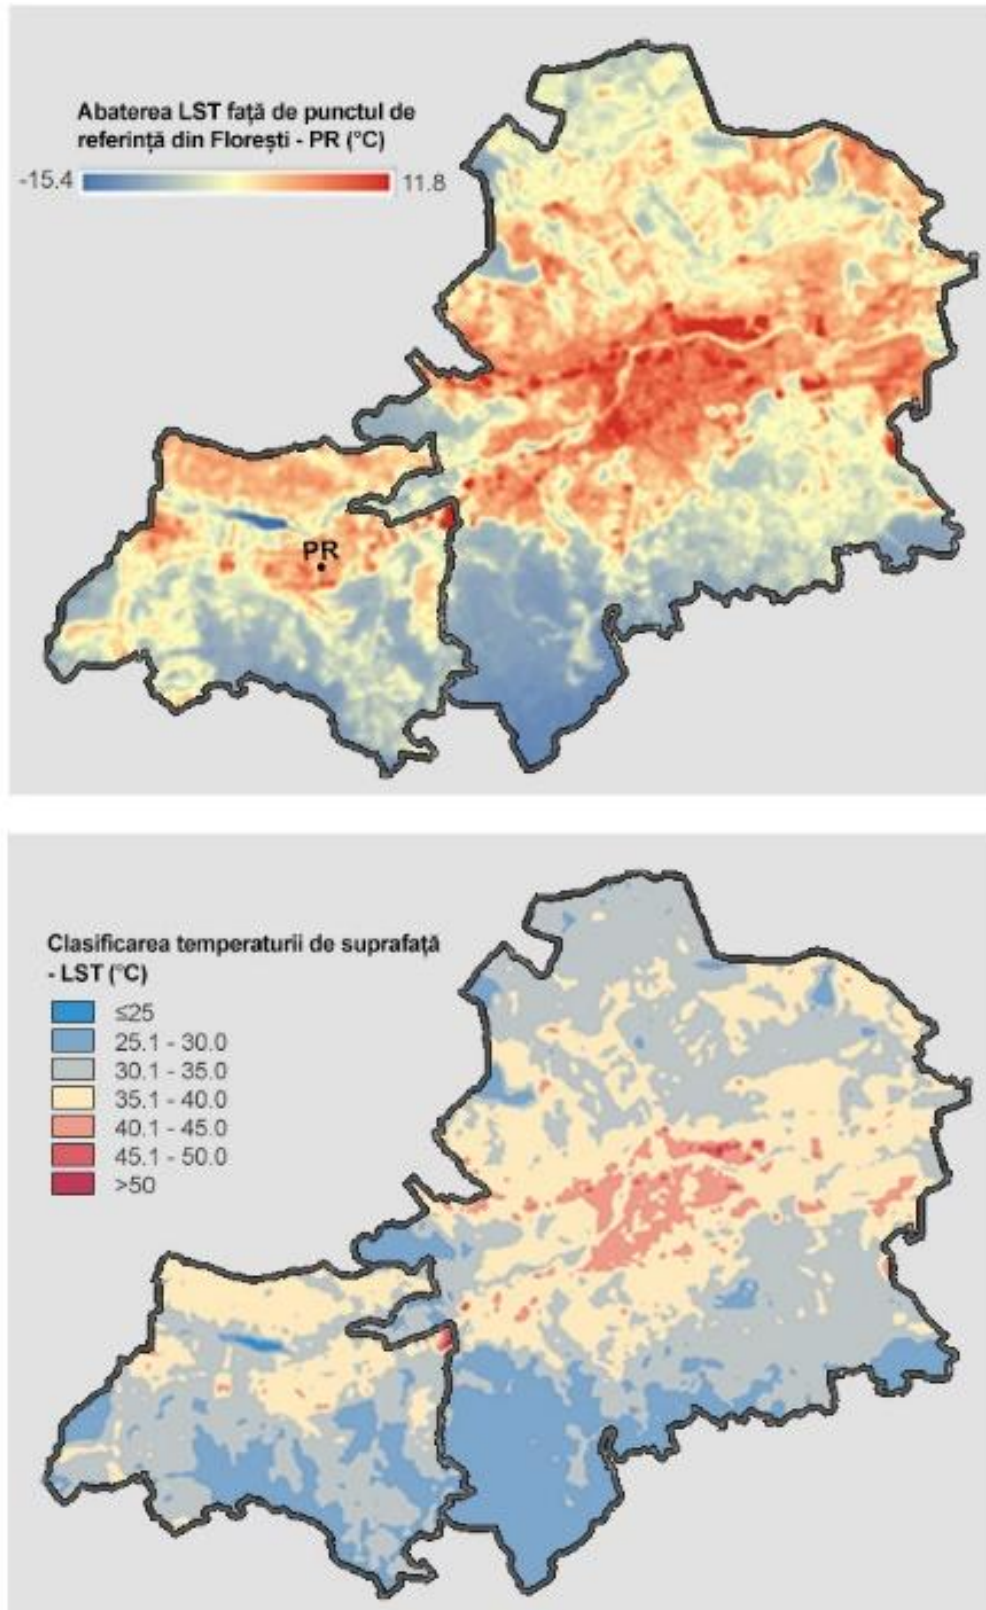 Abaterea LST față de punctul de
referință din Florești - PR (°C)
-15.4 11.8
PR
Clasificarea temperaturii de suprafață
- LST (°C)
≤25
25.1 - 30.0
30.1 - 35.0
35.1 - 40.0
40.1 - 45.0
45.1 - 50.0
>50